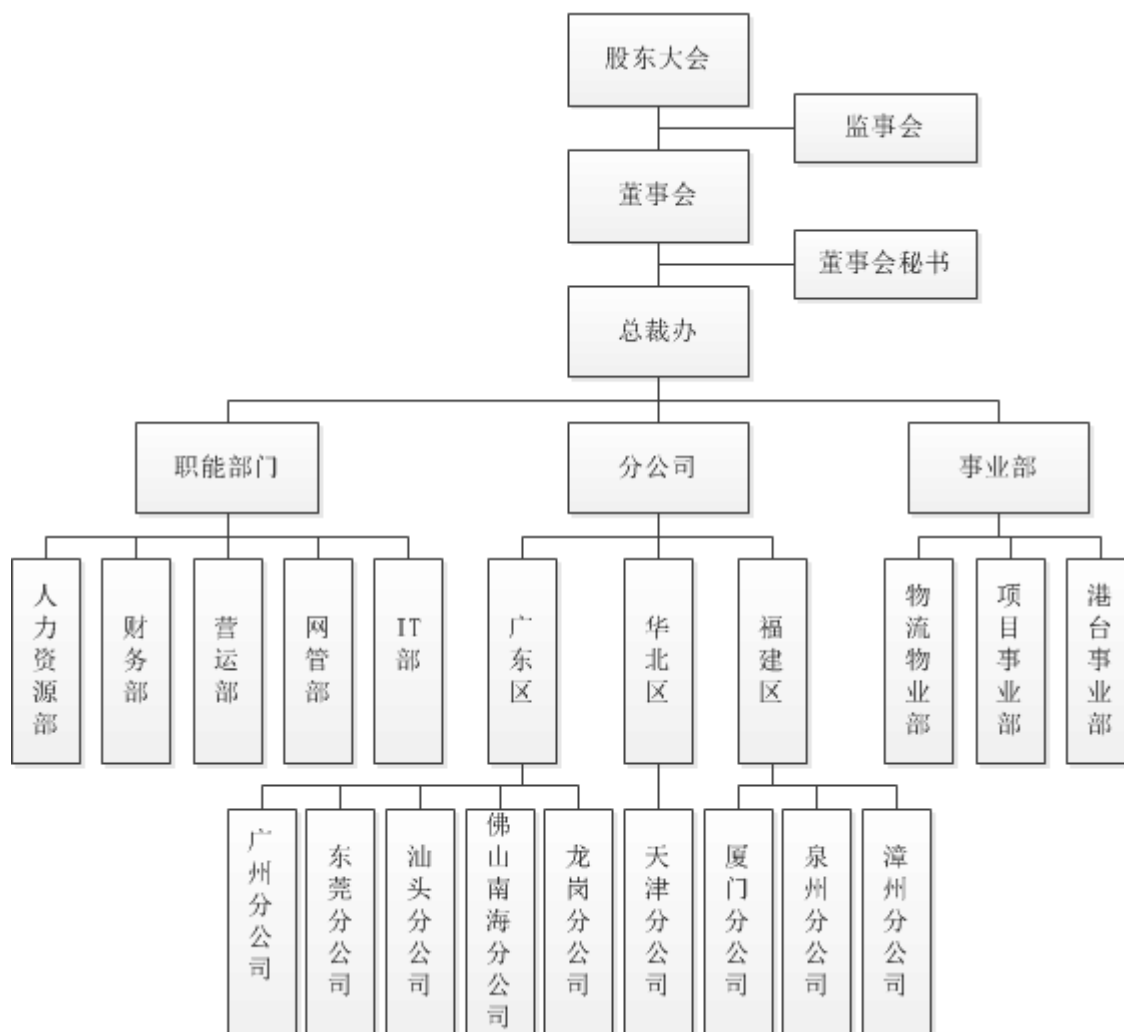 股东大会
监事会
董事会
董事会秘书
总裁办
职能部门
分公司
事业部
人力资源部
财务部
营运部
网管部
IT部
广东区
华北区
福建区
物流物业部
项目事业部
港台事业部
广州分公司
东莞分公司
汕头分公司
佛山南海分公司
龙岗分公司
天津分公司
厦门分公司
泉州分公司
漳州分公司